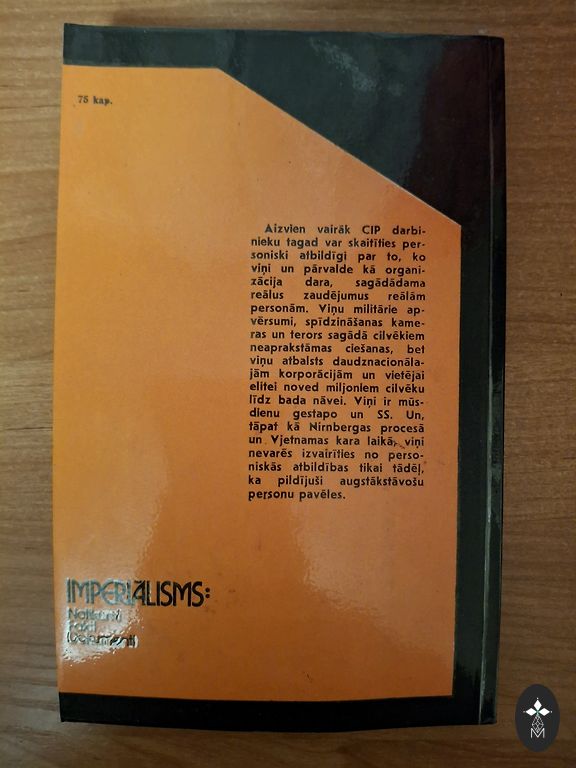 75 kap.
Aizvien vairāk CIP darbi-
nieku tagad var skaitīties per-
soniski atbildīgi par to, ko
viņi un pārvalde kā organi-
zācija dara, sagādādama
reālus zaudējumus reālām
personām. Viņu militārie ap-
vērsumi, spīdzināšanas kame-
ras un terors sagādā cilvēkiem
neaprakstāmas ciešanas, bet
viņu atbalsts daudznacionāla-
jām korporācijām un vietējai
elitei noved miljoniem cilvēku
līdz bada nāvei. Viņi ir mūs-
dienu gestapo un SS. Un,
tāpat kā Nirnbergas procesā
un Vjetnamas kara laikā, viņi
nevarēs izvairīties no perso-
niskās atbildības tikai tādēļ,
ka pildījuši augstākstāvošu
personu pavēles.
IMPERIĀLISMS:
Notikumi
Fakti
Dokumenti
M